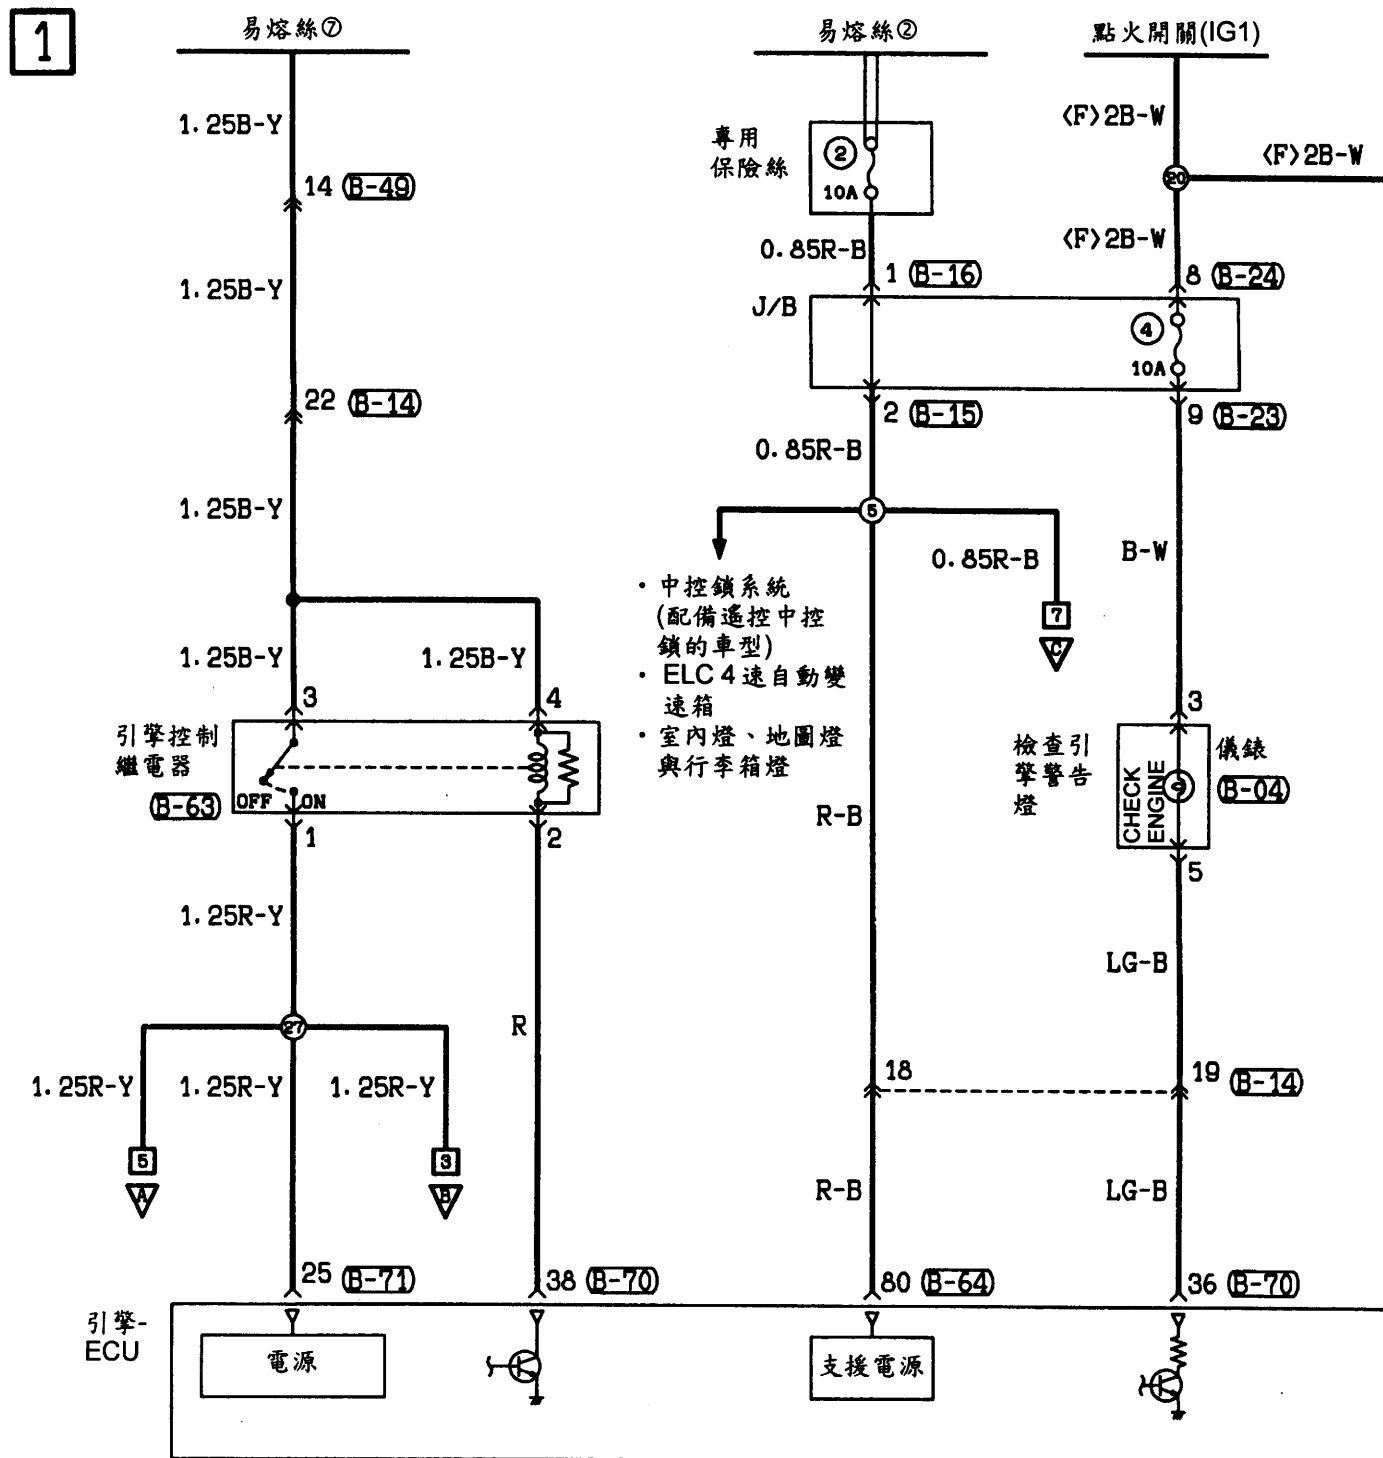 1
易熔絲⑦
易熔絲②
點火開關(IG1)
1.25B-Y
<F>2B-W
專用
保險絲
②
10A
20
<F>2B-W
14 (B-49)
0.85R-B
<F>2B-W
1 (B-16)
8 (B-24)
1.25B-Y
J/B
④
10A
22 (B-14)
2 (B-15)
9 (B-23)
0.85R-B
1.25B-Y
5
0.85R-B
B-W
・中控鎖系統
(配備遙控中控
鎖的車型)
・ELC 4 速自動變
速箱
・室內燈、地圖燈
與行李箱燈
7
C
1.25B-Y
1.25B-Y
3
4
3
引擎控制
繼電器
(B-63)
OFF
ON
檢查引
擎警告
燈
CHECK
ENGINE
儀錶
(B-04)
1
2
R-B
5
1.25R-Y
LG-B
27
R
1.25R-Y
1.25R-Y
1.25R-Y
18
19 (B-14)
5
A
3
B
R-B
LG-B
25 (B-71)
38 (B-70)
80 (B-64)
36 (B-70)
引擎-
ECU
電源
支援電源